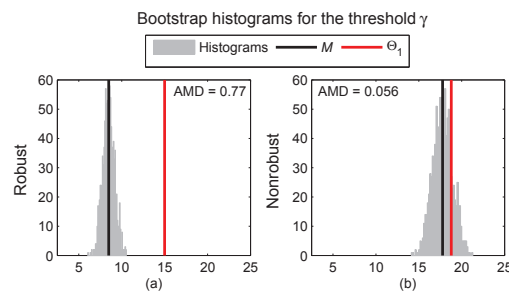 Bootstrap histograms for the threshold γ
Histograms M Θ1
Robust
60
50
40
30
20
10
0
AMD = 0.77
5 10 15 20 25
(a)
Nonrobust
60
50
40
30
20
10
0
AMD = 0.056
5 10 15 20 25
(b)